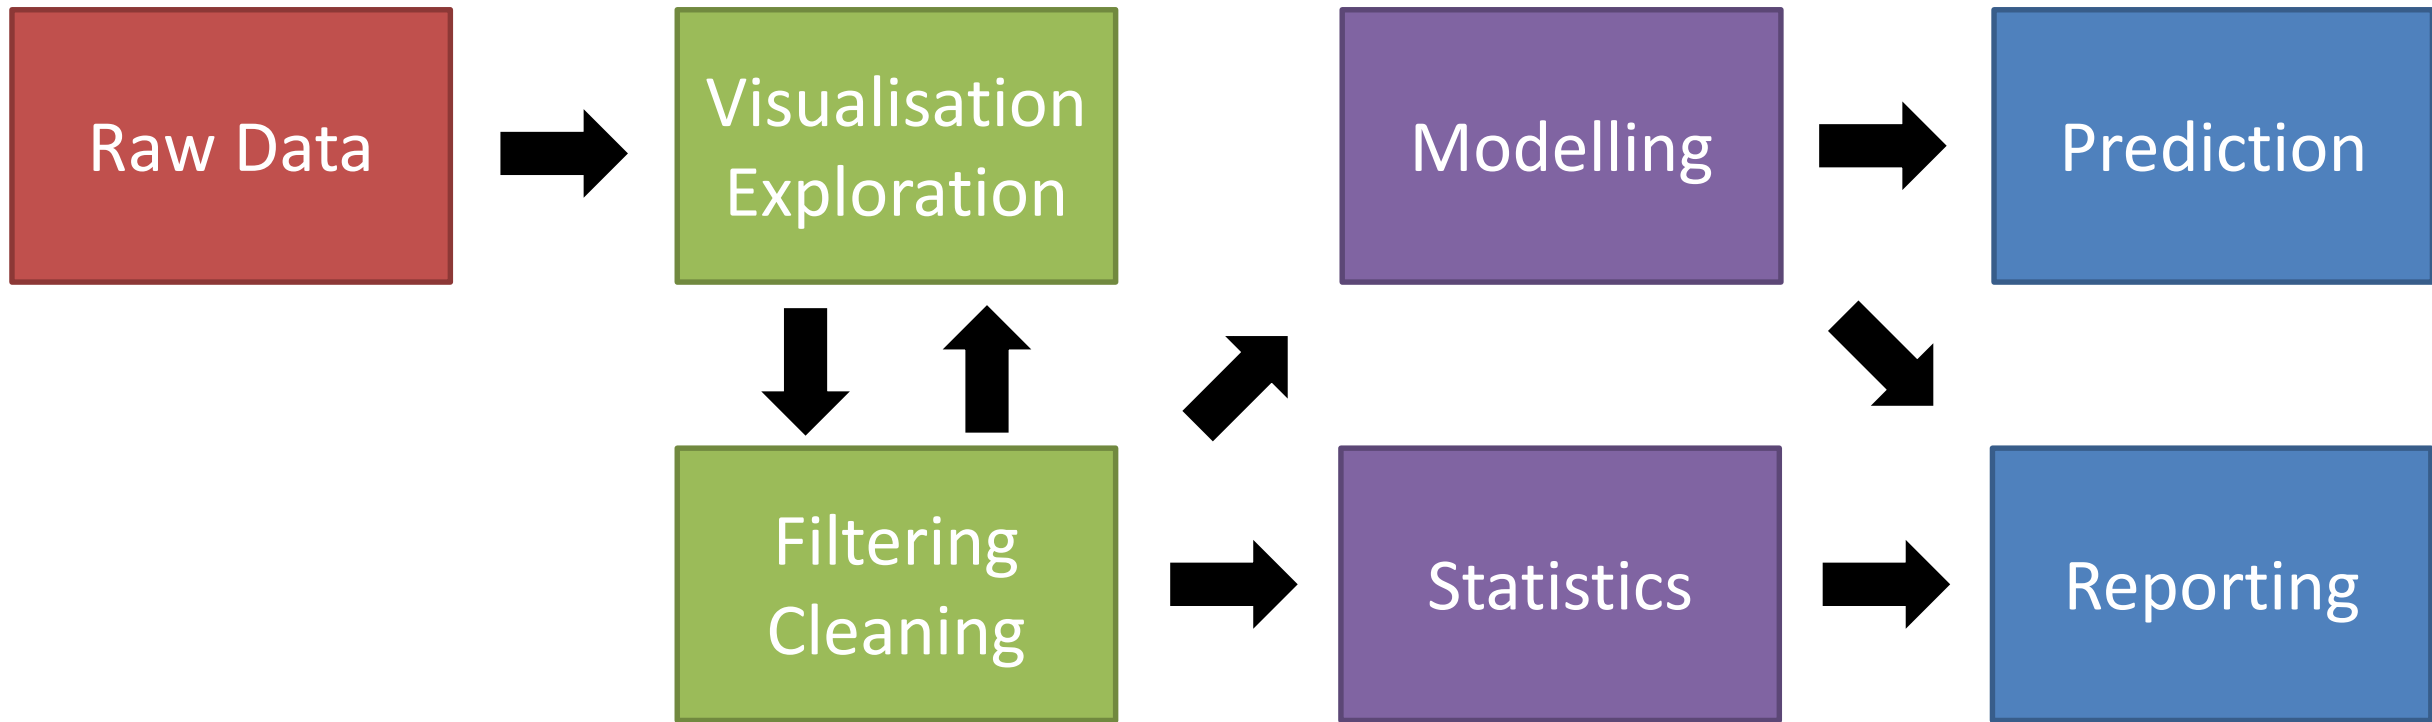 Raw Data
Visualisation
Exploration
Modelling
Prediction
Filtering
Cleaning
Statistics
Reporting